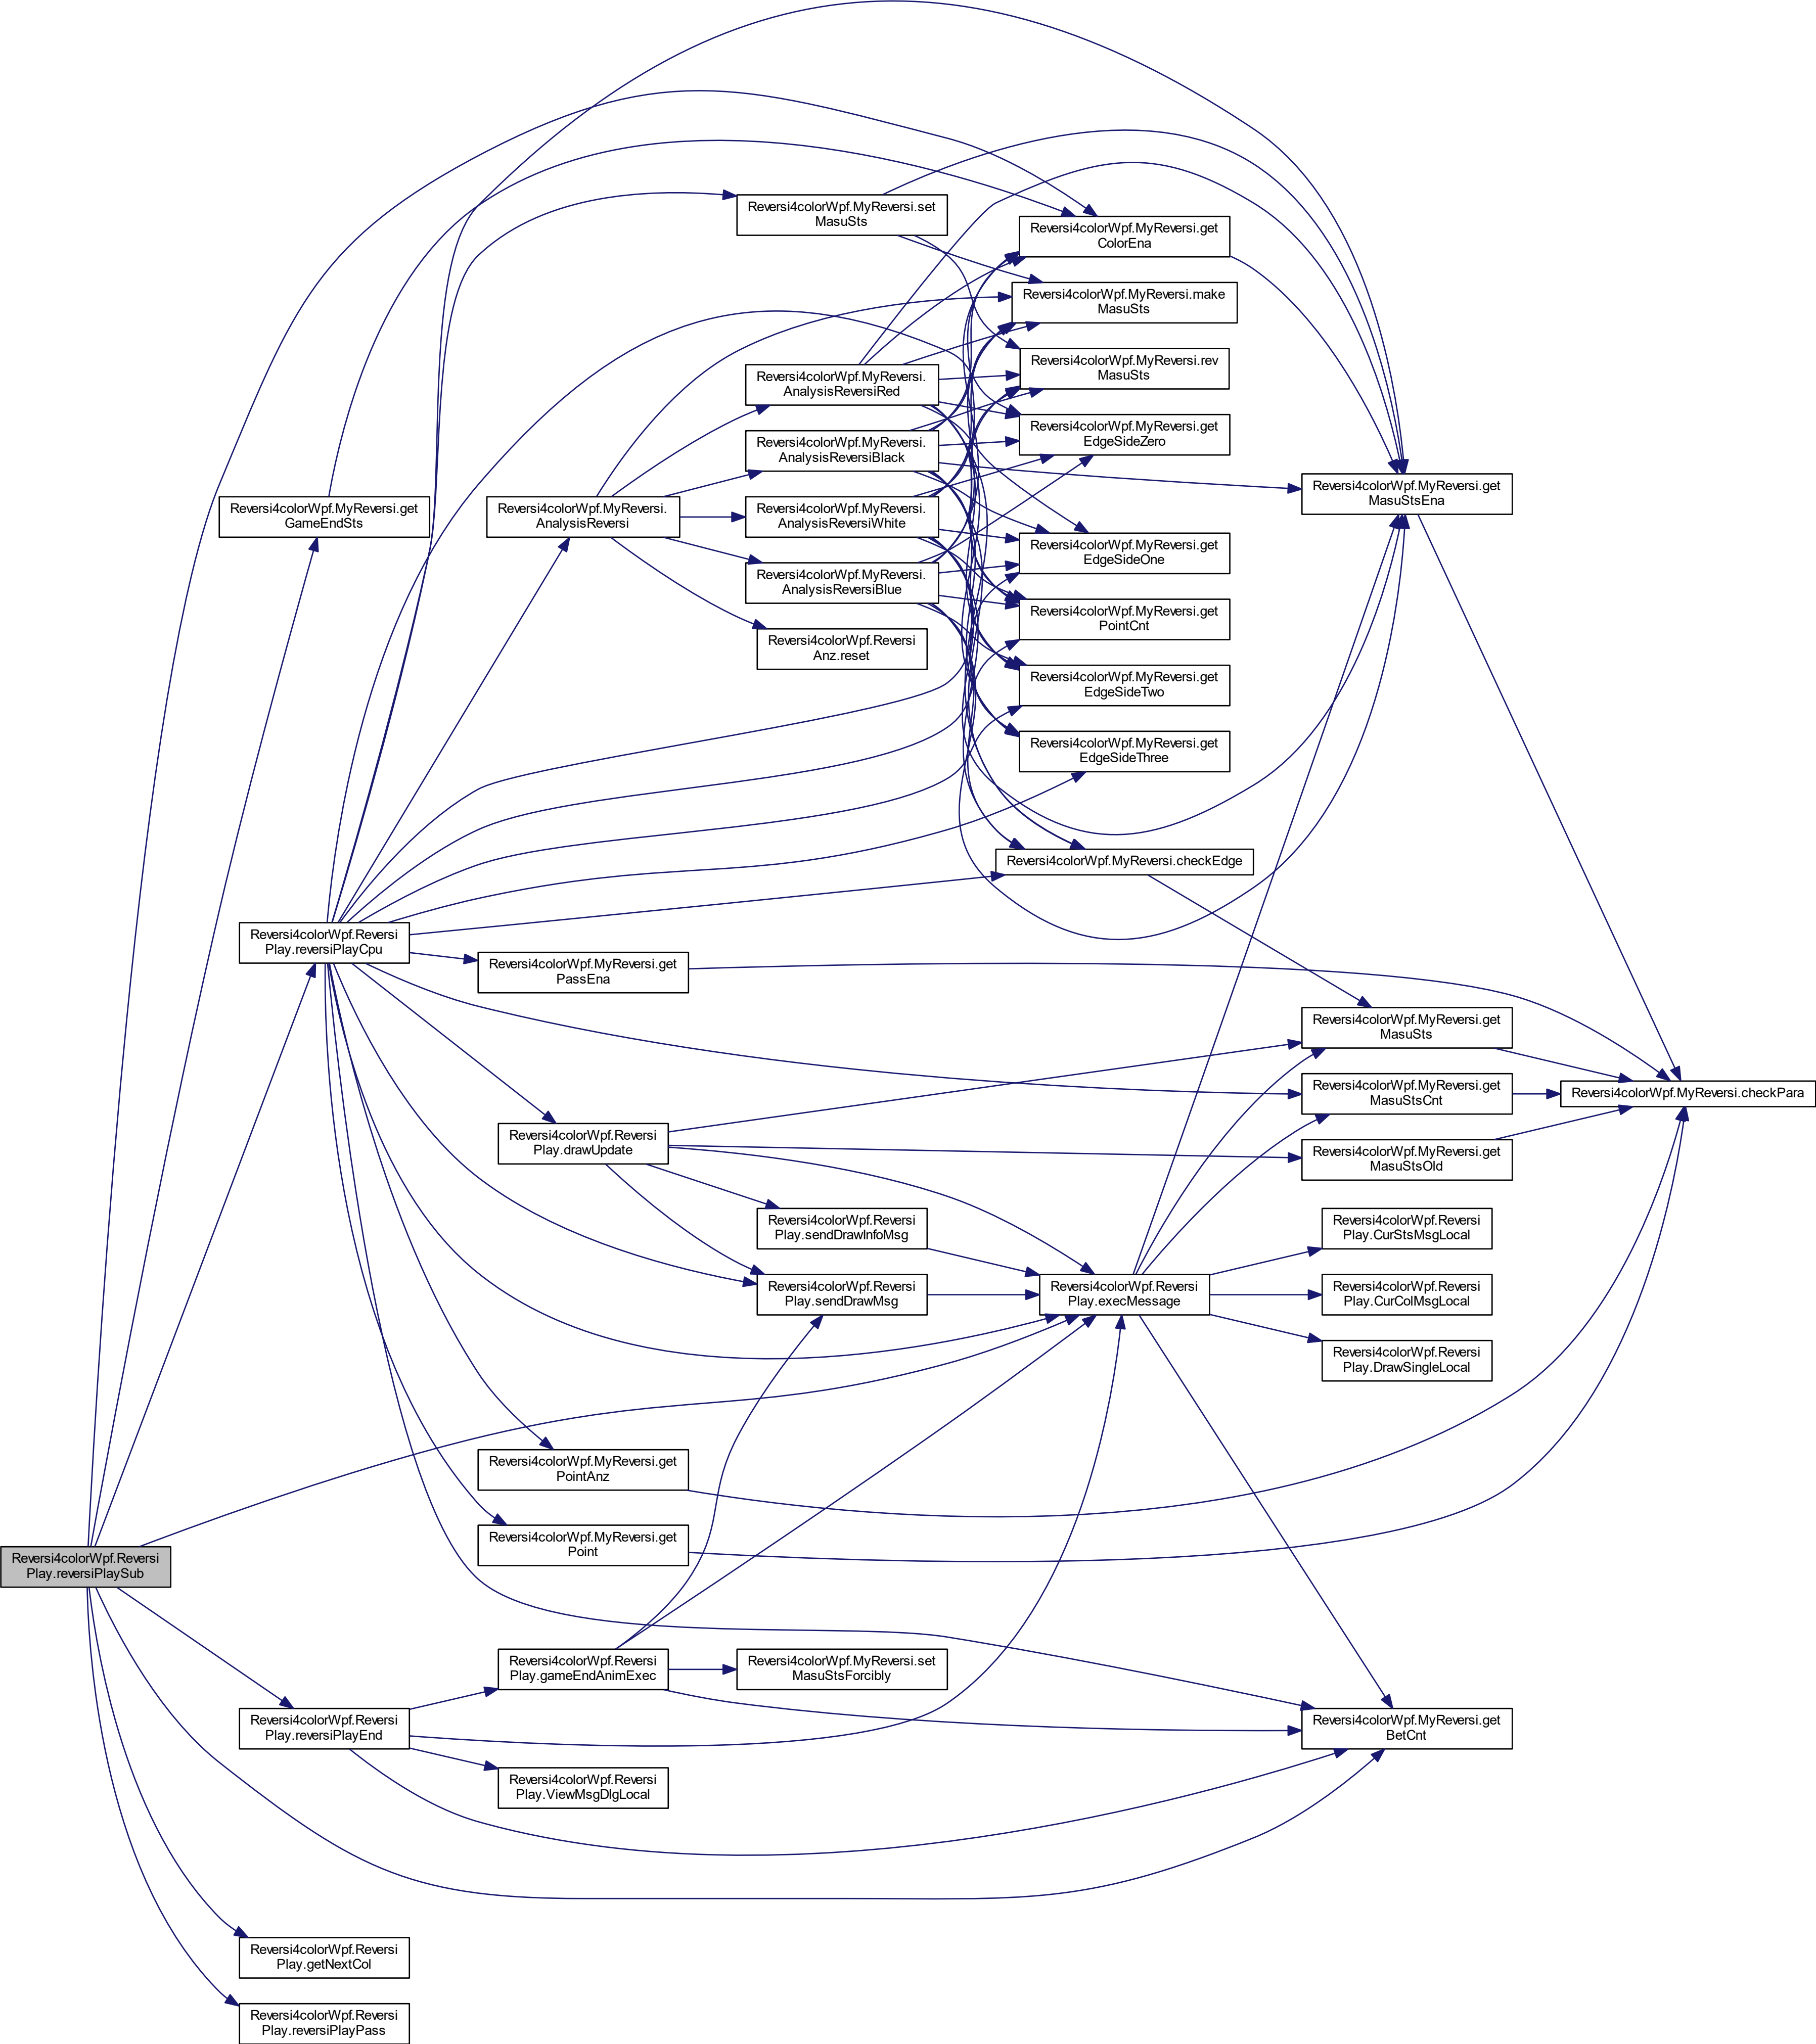 Reversi4colorWpf.MyReversi.set
MasuSts
Reversi4colorWpf.MyReversi.get
ColorEna
Reversi4colorWpf.MyReversi.make
MasuSts
Reversi4colorWpf.MyReversi.rev
MasuSts
Reversi4colorWpf.MyReversi.
AnalysisReversiRed
Reversi4colorWpf.MyReversi.get
EdgeSideZero
Reversi4colorWpf.MyReversi.
AnalysisReversiBlack
Reversi4colorWpf.MyReversi.get
MasuStsEna
Reversi4colorWpf.MyReversi.get
GameEndSts
Reversi4colorWpf.MyReversi.
AnalysisReversi
Reversi4colorWpf.MyReversi.
AnalysisReversiWhite
Reversi4colorWpf.MyReversi.get
EdgeSideOne
Reversi4colorWpf.MyReversi.
AnalysisReversiBlue
Reversi4colorWpf.MyReversi.get
PointCnt
Reversi4colorWpf.Reversi
Anz.reset
Reversi4colorWpf.MyReversi.get
EdgeSideTwo
Reversi4colorWpf.MyReversi.get
EdgeSideThree
Reversi4colorWpf.MyReversi.checkEdge
Reversi4colorWpf.Reversi
Play.reversiPlayCpu
Reversi4colorWpf.MyReversi.get
PassEna
Reversi4colorWpf.MyReversi.get
MasuSts
Reversi4colorWpf.MyReversi.get
MasuStsCnt
Reversi4colorWpf.MyReversi.checkPara
Reversi4colorWpf.Reversi
Play.drawUpdate
Reversi4colorWpf.MyReversi.get
MasuStsOld
Reversi4colorWpf.Reversi
Play.sendDrawInfoMsg
Reversi4colorWpf.Reversi
Play.CurStsMsgLocal
Reversi4colorWpf.Reversi
Play.sendDrawMsg
Reversi4colorWpf.Reversi
Play.execMessage
Reversi4colorWpf.Reversi
Play.CurColMsgLocal
Reversi4colorWpf.Reversi
Play.DrawSingleLocal
Reversi4colorWpf.MyReversi.get
PointAnz
Reversi4colorWpf.MyReversi.get
Point
Reversi4colorWpf.Reversi
Play.reversiPlaySub
Reversi4colorWpf.Reversi
Play.gameEndAnimExec
Reversi4colorWpf.MyReversi.set
MasuStsForcibly
Reversi4colorWpf.Reversi
Play.reversiPlayEnd
Reversi4colorWpf.MyReversi.get
BetCnt
Reversi4colorWpf.Reversi
Play.ViewMsgDlgLocal
Reversi4colorWpf.Reversi
Play.getNextCol
Reversi4colorWpf.Reversi
Play.reversiPlayPass